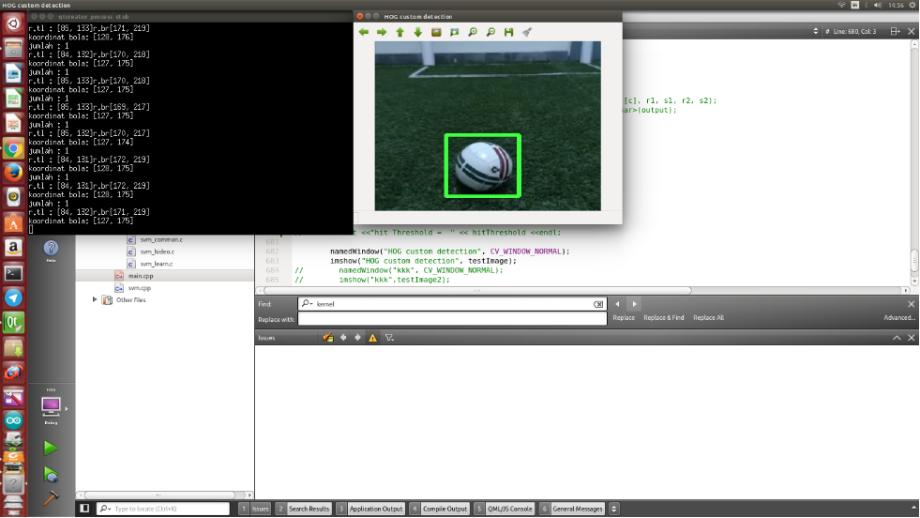 HOG custom detection
14:36
qtcreator_process_stub
r.tl : [85, 133]r.br[171, 219]
koordinat bola: [128, 176]
jumlah : 1
r.tl : [84, 132]r.br[170, 218]
koordinat bola: [127, 175]
jumlah : 1
r.tl : [85, 133]r.br[170, 218]
koordinat bola: [127, 175]
jumlah : 1
r.tl : [85, 133]r.br[169, 217]
koordinat bola: [127, 175]
jumlah : 1
r.tl : [85, 132]r.br[170, 217]
koordinat bola: [127, 174]
jumlah : 1
r.tl : [84, 131]r.br[172, 219]
koordinat bola: [128, 175]
jumlah : 1
r.tl : [84, 131]r.br[172, 219]
koordinat bola: [128, 175]
jumlah : 1
r.tl : [84, 132]r.br[171, 219]
koordinat bola: [127, 175]
HOG custom detection
# Line: 680, Col: 3
[c], r1, s1, r2, s2);
(output);
Help
svm_common.c
svm_hideo.c
svm_learn.c
main.cpp
svm.cpp
Other Files
<<"hit Threshold = " << hitThreshold <<endl;
681
682 namedWindow("HOG custom detection", CV_WINDOW_NORMAL);
683 imshow("HOG custom detection", testImage);
684 // namedWindow("kkk", CV_WINDOW_NORMAL);
685 // imshow("kkk",testImage2);
Find: kernel
Replace with: Replace Replace & Find Replace All Advanced...
Issues
Debug
Type to locate (Ctrl+K)
1 Issues 2 Search Results 3 Application Output 4 Compile Output 5 QML/JS Console 6 General Messages